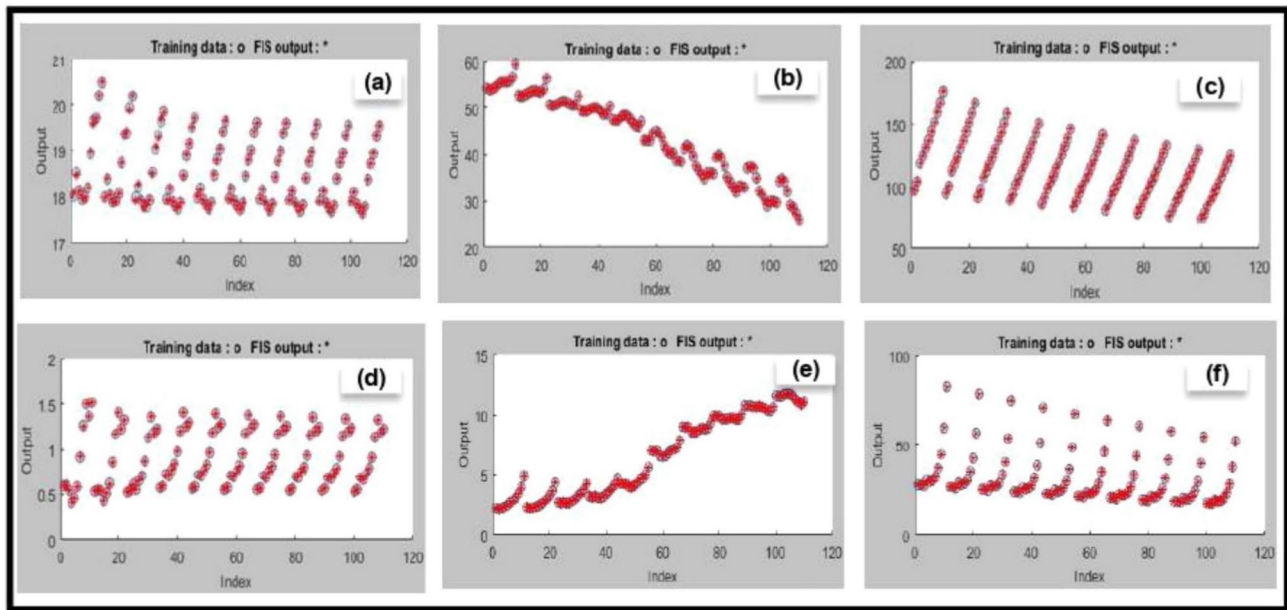 Training data : o FIS output : *
(a)
21
20
19
18
17
Output
0 20 40 60 80 100 120
Index
Training data : o FIS output : *
(b)
60
50
40
30
20
Output
0 20 40 60 80 100 120
Index
Training data : o FIS output : *
(c)
200
150
100
50
Output
0 20 40 60 80 100 120
Index
Training data : o FIS output : *
(d)
2
1.5
1
0.5
0
Output
0 20 40 60 80 100 120
Index
Training data : o FIS output : *
(e)
15
10
5
0
Output
0 20 40 60 80 100 120
Index
Training data : o FIS output : *
(f)
100
50
0
Output
0 20 40 60 80 100 120
Index